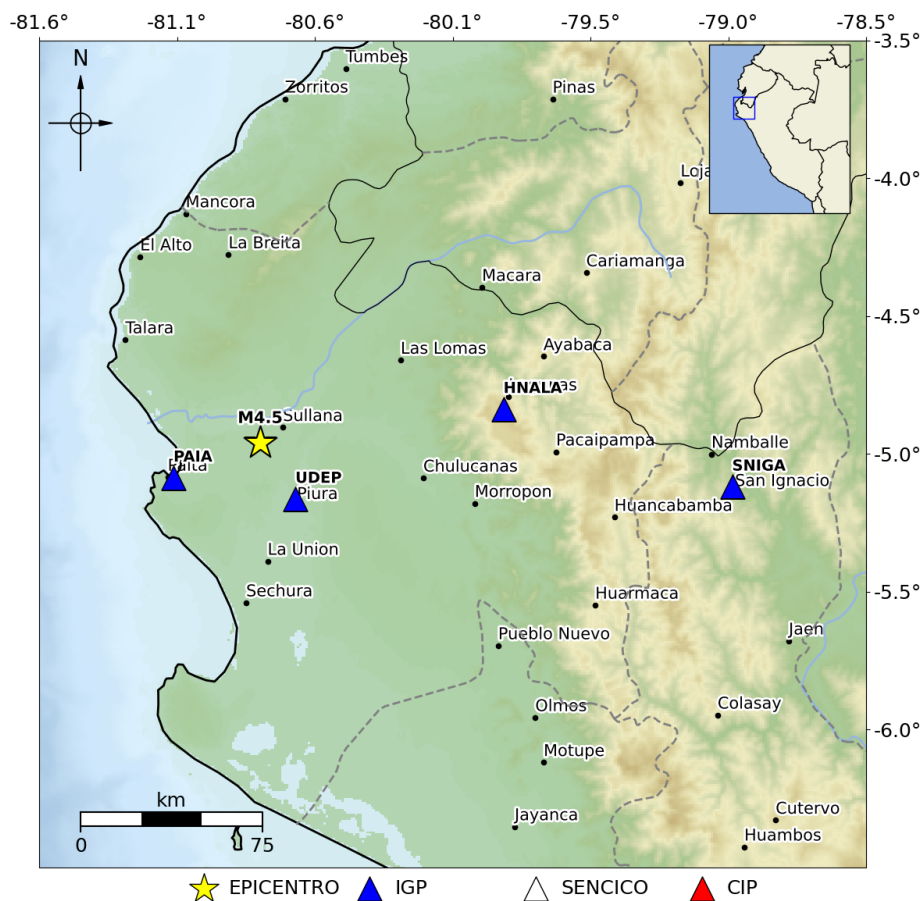 -81.6 -81.1 -80.6 -80.1 -79.5 -79.0 -78.5°
-3.5°
N
Tumbes
Zorritos
Pinas
-4.0°
Mancora
El Alto
La Breita
Cariamanga
Macara
Talara
-4.5°
Las Lomas
Ayabaca
HNALA
M4.5
Sullana
Pacaipampa
Namballe
-5.0°
PAIA
UDEP
Piura
Chulucanas
Morropon
SNIGA
San Ignacio
Huancabamba
La Union
Sechura
-5.5°
Huarmaca
Pueblo Nuevo
Jaen
Olmos
Colasay
-6.0°
Motupe
km
0 75
Jayanca
Cutervo
Huambos
EPICENTRO IGP SENCICO CIP